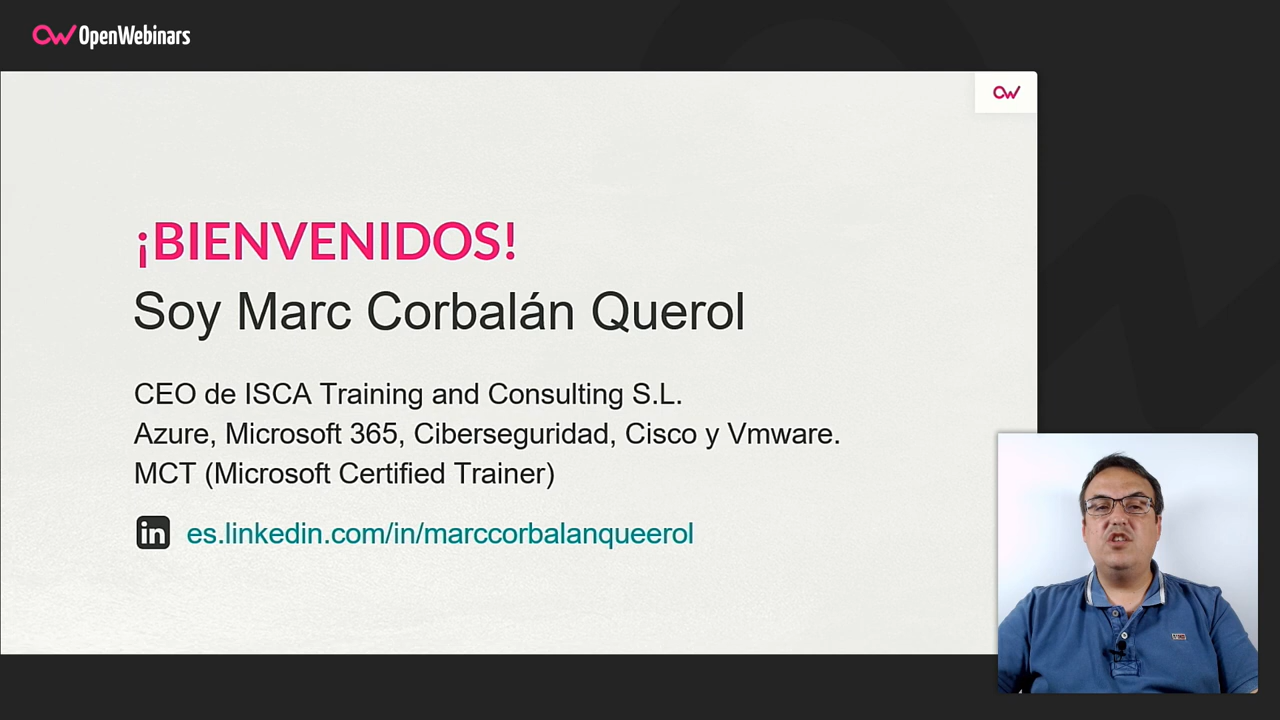 OpenWebinars
¡BIENVENIDOS!
Soy Marc Corbalán Querol
CEO de ISCA Training and Consulting S.L.
Azure, Microsoft 365, Ciberseguridad, Cisco y Vmware.
MCT (Microsoft Certified Trainer)
in es.linkedin.com/in/marccorbalanqueerol